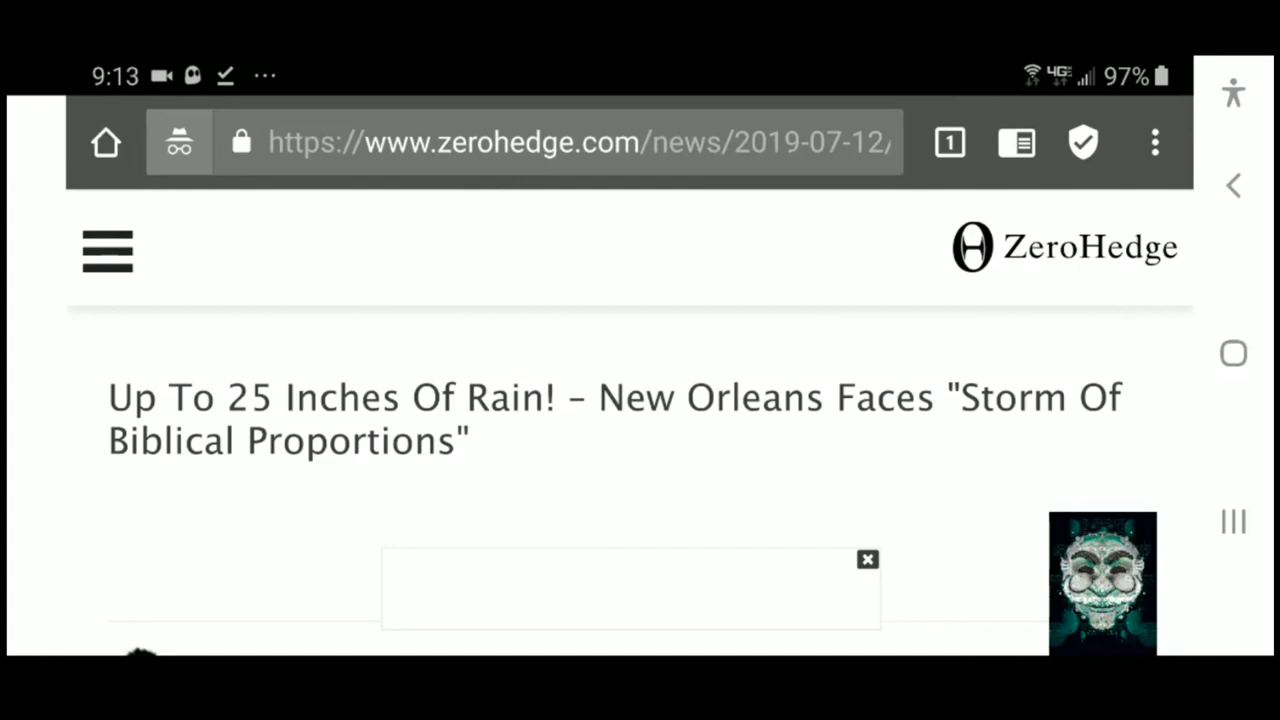 9:13 ... 4GE 97%
https://www.zerohedge.com/news/2019-07-12/
1
ZeroHedge
Up To 25 Inches Of Rain! – New Orleans Faces "Storm Of
Biblical Proportions"